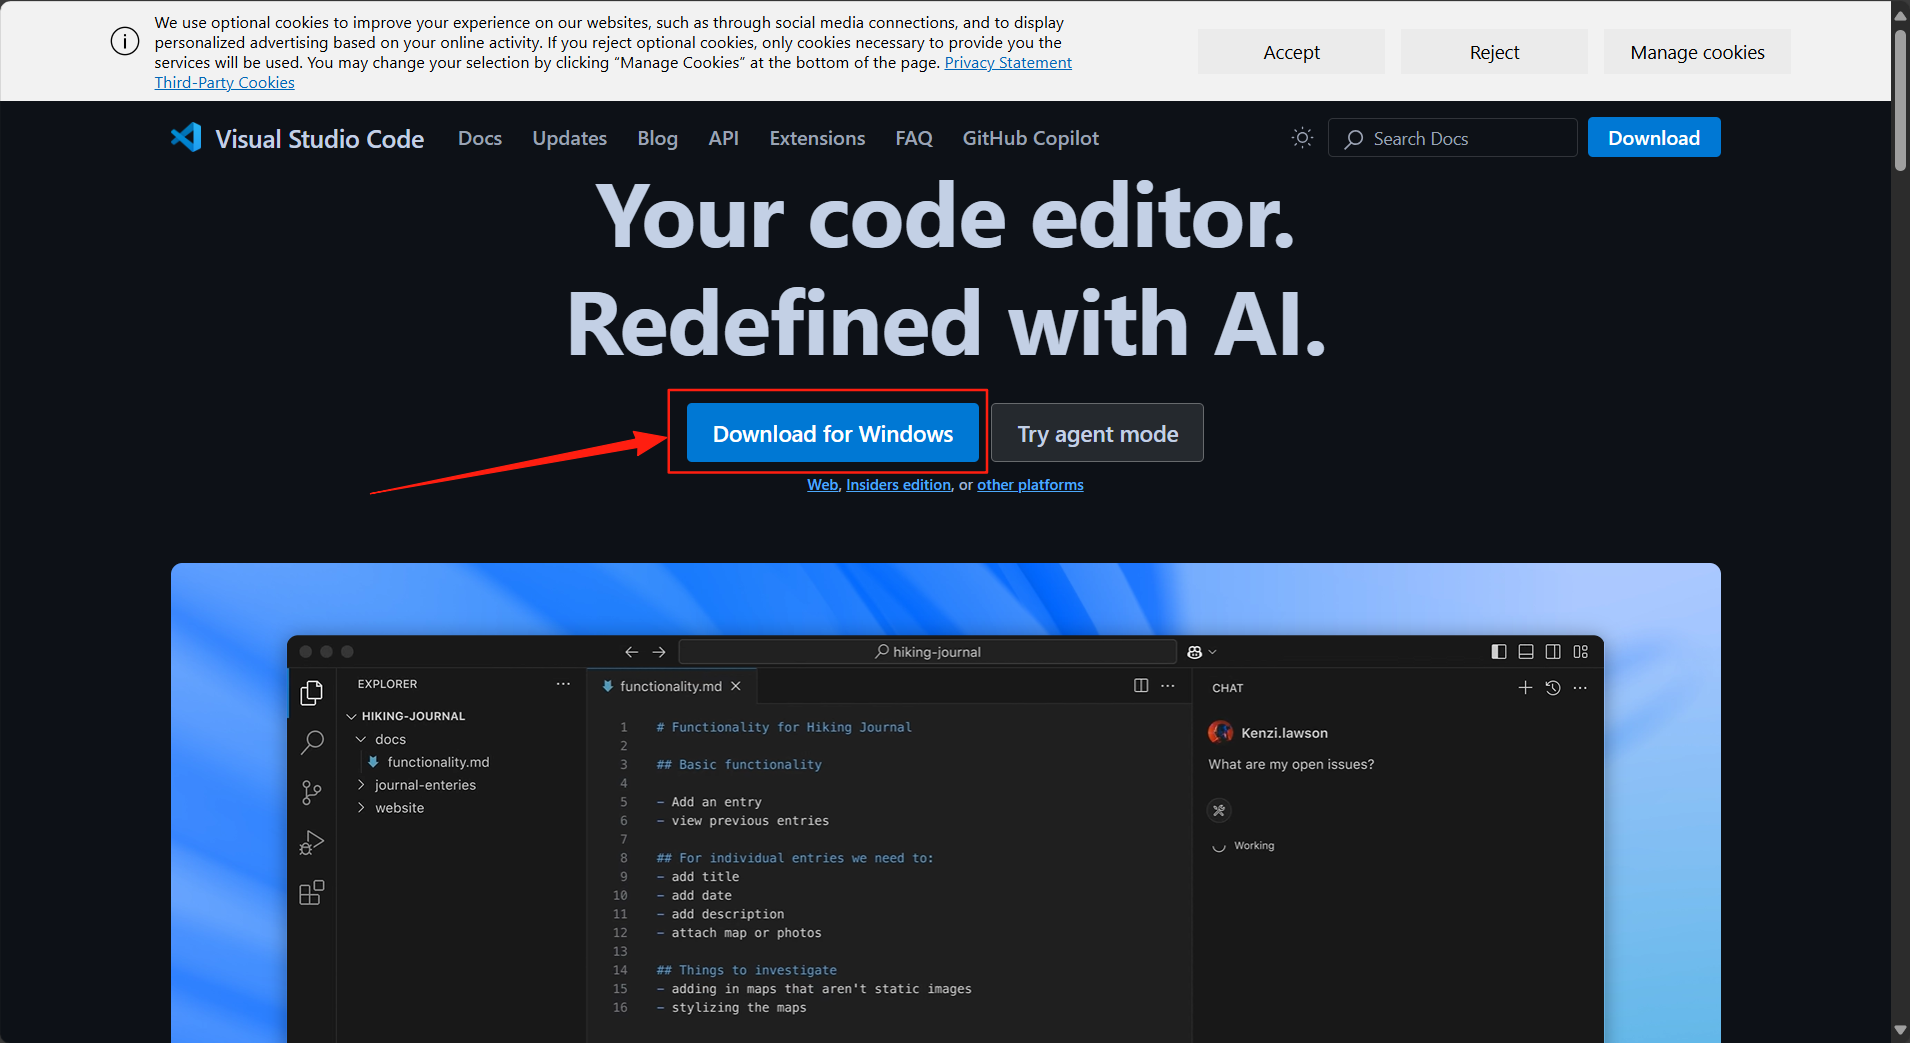 We use optional cookies to improve your experience on our websites, such as through social media connections, and to display
personalized advertising based on your online activity. If you reject optional cookies, only cookies necessary to provide you the
services will be used. You may change your selection by clicking “Manage Cookies” at the bottom of the page. Privacy Statement
Third-Party Cookies
Accept
Reject
Manage cookies
Visual Studio Code
Docs
Updates
Blog
API
Extensions
FAQ
GitHub Copilot
Search Docs
Download
Your code editor.
Redefined with AI.
Download for Windows
Try agent mode
Web, Insiders edition, or other platforms
hiking-journal
EXPLORER
HIKING-JOURNAL
docs
functionality.md
journal-enteries
website
functionality.md
1 # Functionality for Hiking Journal
2
3 ## Basic functionality
4
5 - Add an entry
6 - view previous entries
7
8 ## For individual entries we need to:
9 - add title
10 - add date
11 - add description
12 - attach map or photos
13
14 ## Things to investigate
15 - adding in maps that aren't static images
16 - stylizing the maps
CHAT
Kenzi.lawson
What are my open issues?
Working